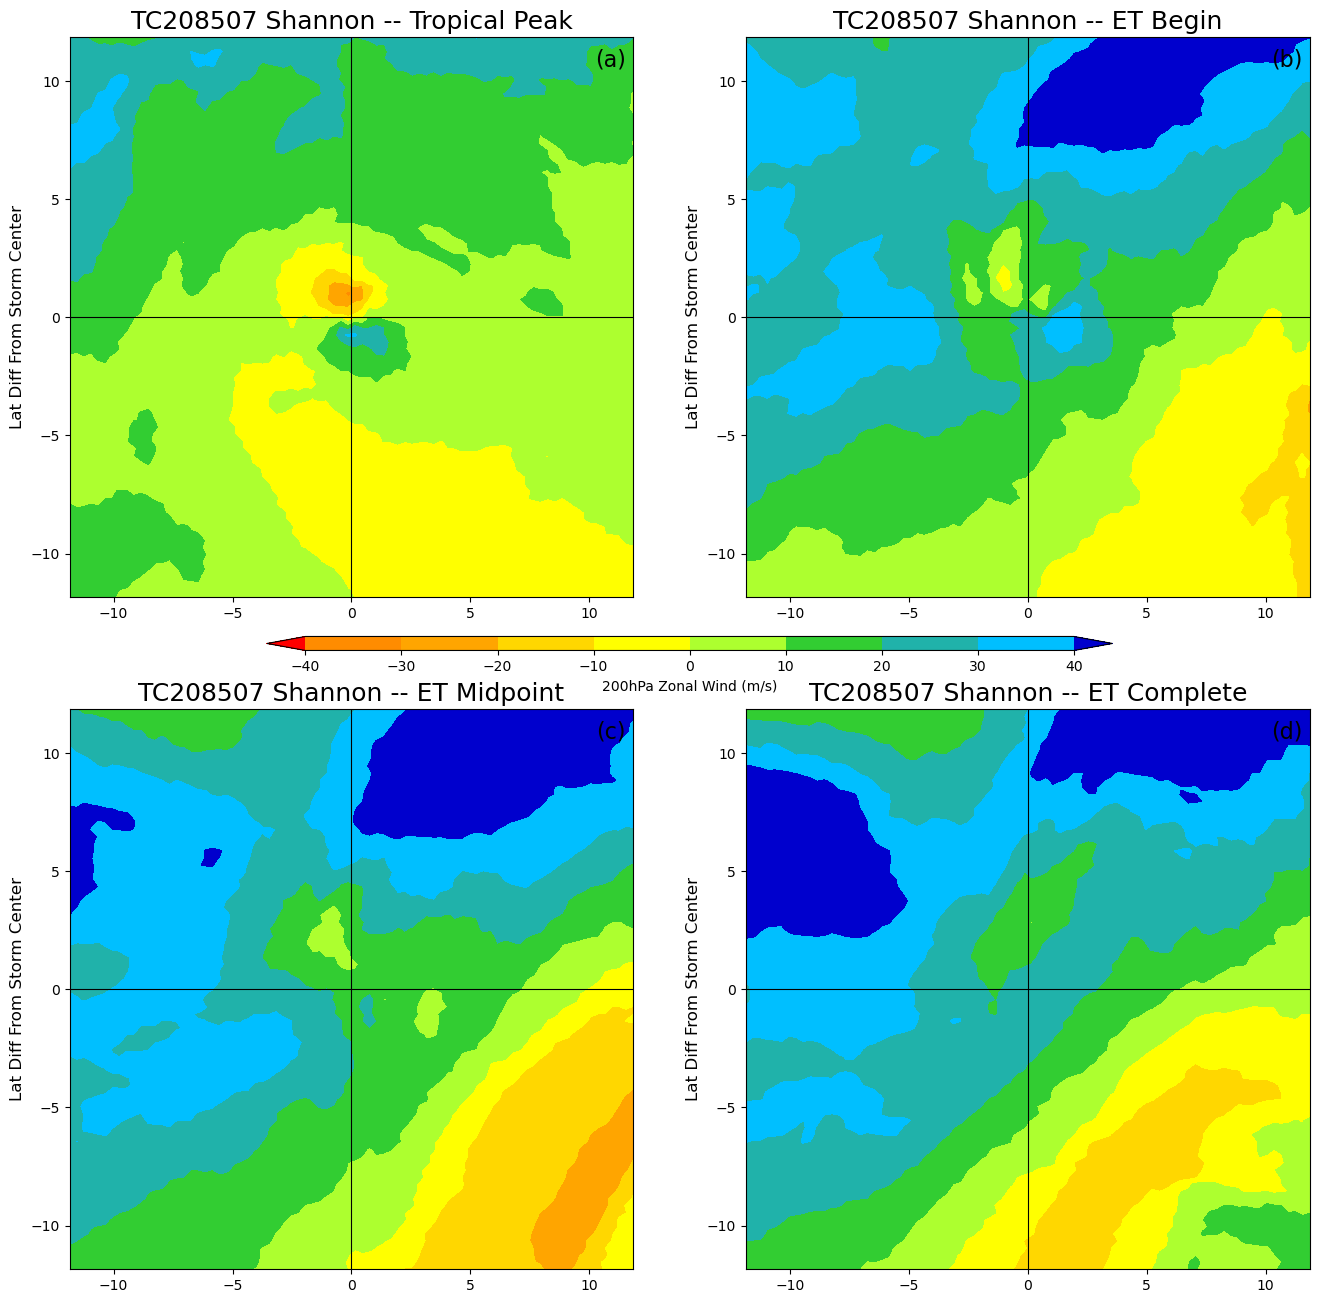 TC208507 Shannon -- Tropical Peak
TC208507 Shannon -- ET Begin
(a)
(b)
Lat Diff From Storm Center
10
5
0
−5
−10
−10 −5 0 5 10
Lat Diff From Storm Center
10
5
0
−5
−10
−10 −5 0 5 10
−40 −30 −20 −10 0 10 20 30 40
200hPa Zonal Wind (m/s)
TC208507 Shannon -- ET Midpoint
TC208507 Shannon -- ET Complete
(c)
(d)
Lat Diff From Storm Center
10
5
0
−5
−10
−10 −5 0 5 10
Lat Diff From Storm Center
10
5
0
−5
−10
−10 −5 0 5 10